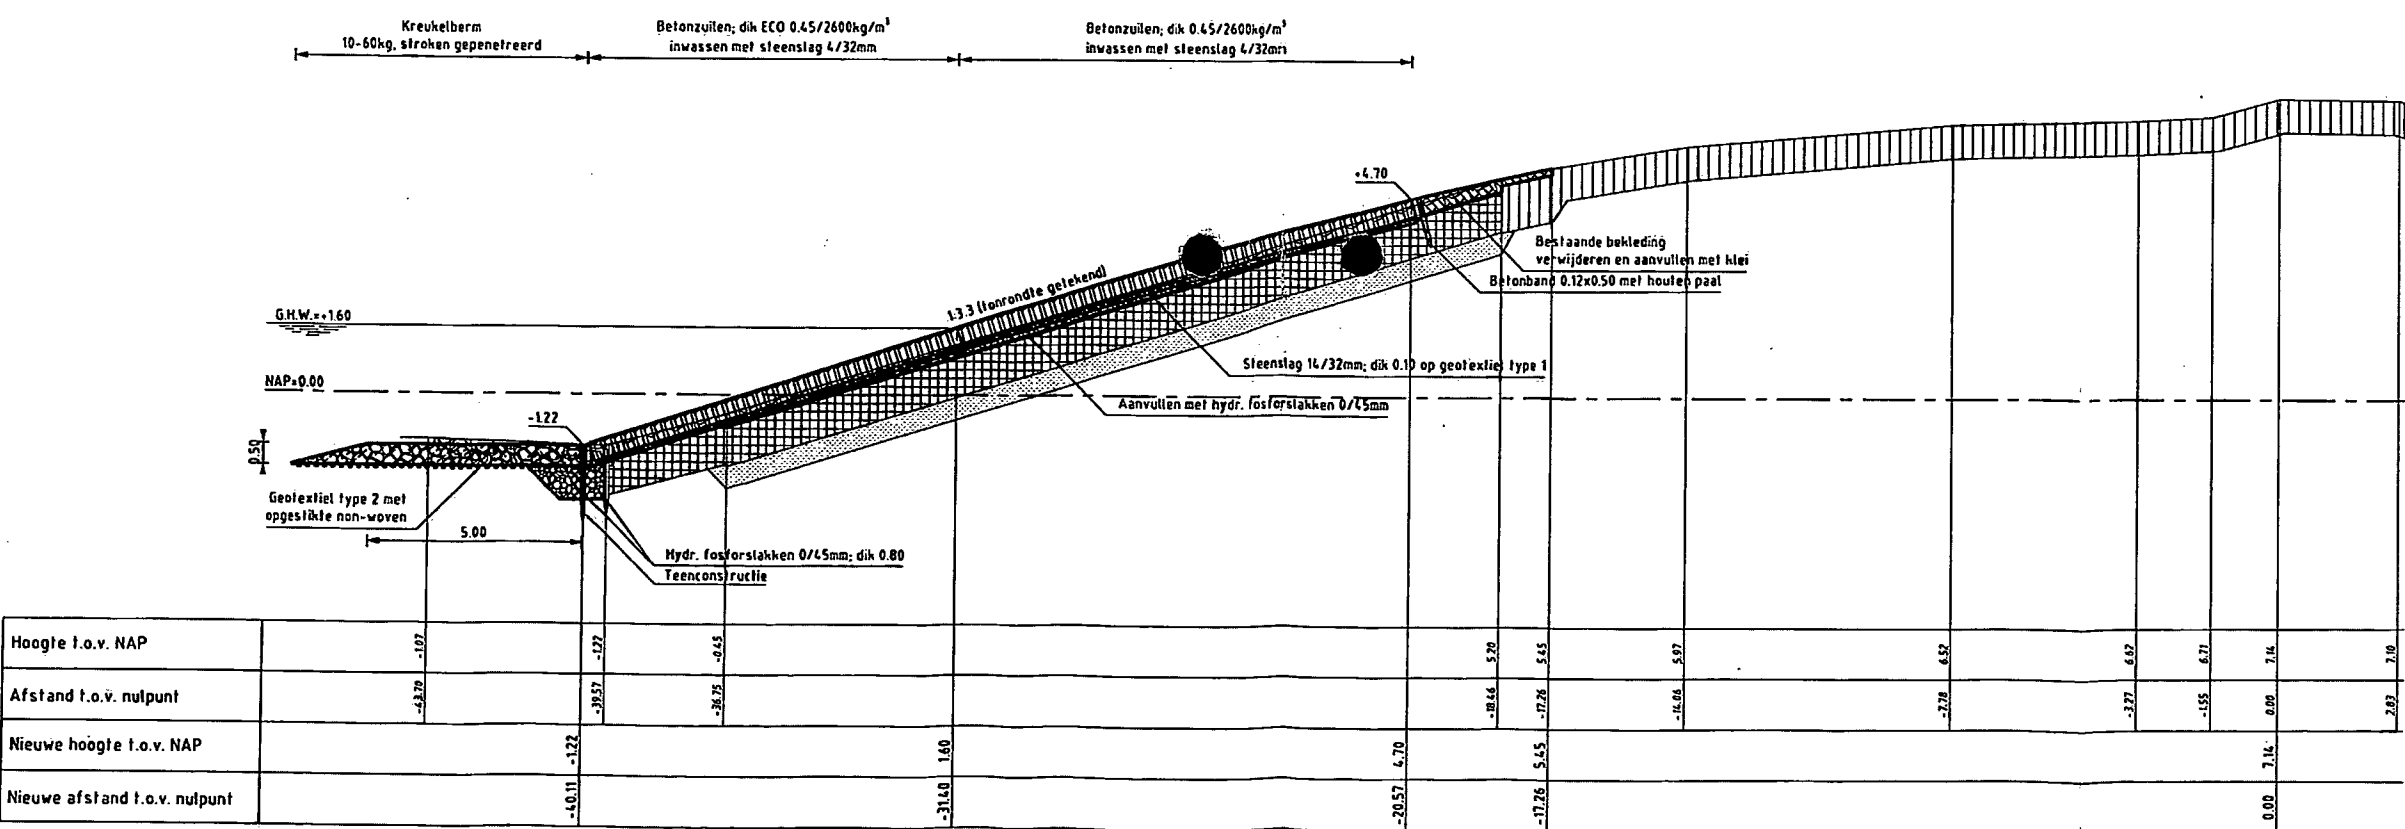 Kreukelberm
10-60kg, stroken gepenetreerd
Betonzuilen; dik ECO 0.45/2600kg/m³
inwassen met steenslag 4/32mm
Betonzuilen; dik 0.45/2600kg/m³
inwassen met steenslag 4/32mm
+4.70
Bestaande bekleding
verwijderen en aanvullen met klei
Betonband 0.12x0.50 met houten paal
1:3.3 (tonrondte getekend)
G.H.W.=+1.60
Steenslag 14/32mm; dik 0.10 op geotextiel type 1
NAP=0.00
Aanvullen met hydr. fosforslakken 0/45mm
-1.22
0.50
Geotextiel type 2 met
opgestikte non-woven
5.00
Hydr. fosforslakken 0/45mm; dik 0.80
Teenconstructie
Hoogte t.o.v. NAP -1.07 -1.22 -0.45 5.20 5.45 5.97 6.52 6.67 6.71 7.14 7.10
Afstand t.o.v. nulpunt -43.70 -39.57 -36.75 -18.46 -17.26 -14.06 -7.78 -3.27 -1.55 0.00 2.83
Nieuwe hoogte t.o.v. NAP -1.22 1.60 4.70 5.45 7.14
Nieuwe afstand t.o.v. nulpunt -40.11 -31.40 -20.57 -17.26 0.00